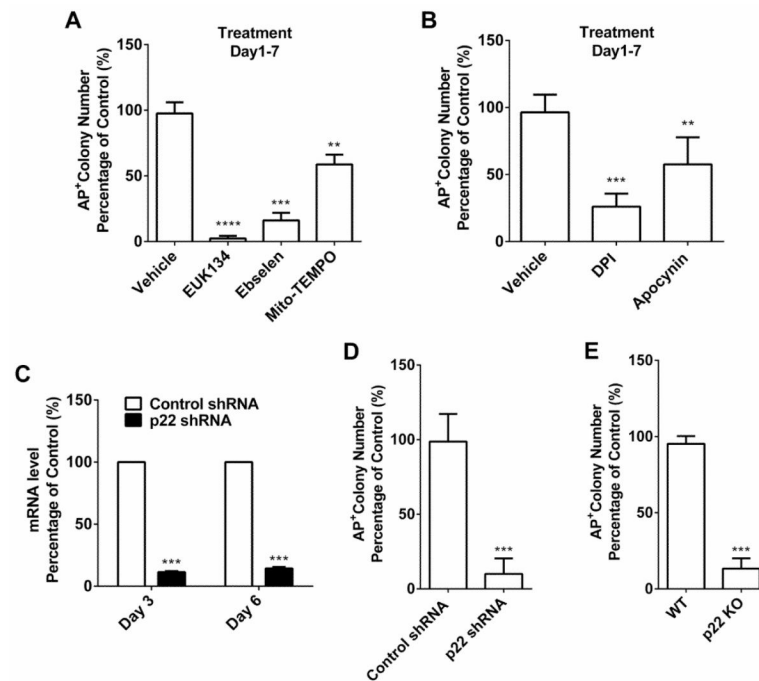 A
Treatment
Day1-7
AP+Colony Number
Percentage of Control (%)
150
100
50
0
****
***
**
Vehicle
EUK134
Ebselen
Mito-TEMPO
B
Treatment
Day1-7
AP+Colony Number
Percentage of Control (%)
150
100
50
0
***
**
Vehicle
DPI
Apocynin
C
mRNA level
Percentage of Control (%)
150
100
50
0
Control shRNA
p22 shRNA
***
***
Day 3
Day 6
D
AP+Colony Number
Percentage of Control (%)
150
100
50
0
***
Control shRNA
p22 shRNA
E
AP+Colony Number
Percentage of Control (%)
150
100
50
0
***
WT
p22 KO